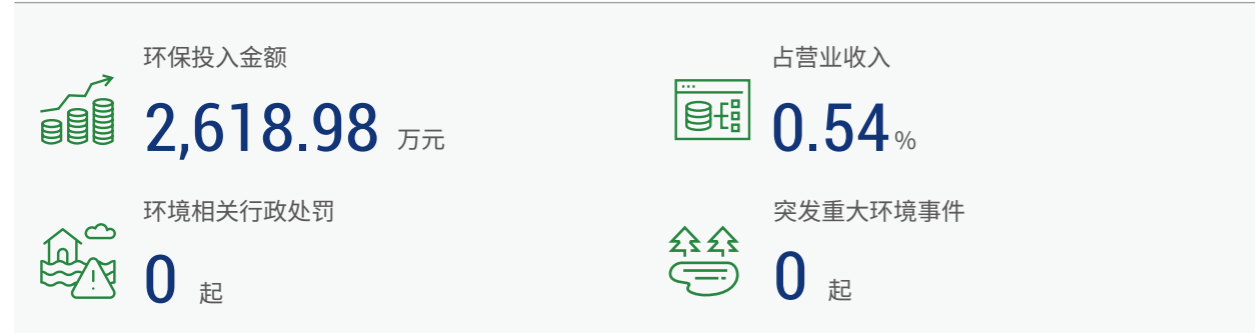 环保投入金额
2,618.98 万元
占营业收入
0.54%
环境相关行政处罚
0 起
突发重大环境事件
0 起